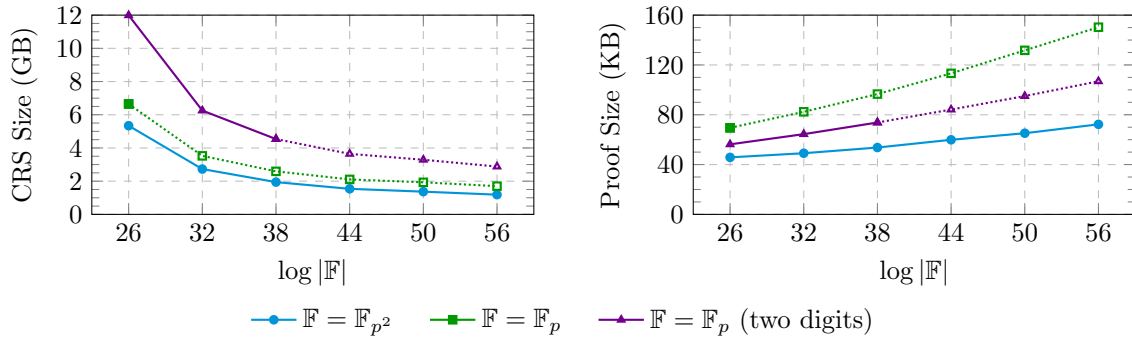 CRS Size (GB)
12
10
8
6
4
2
0
26 32 38 44 50 56
log |𝔽|
Proof Size (KB)
160
120
80
40
0
26 32 38 44 50 56
log |𝔽|
𝔽 = 𝔽_{p²} 𝔽 = 𝔽_p 𝔽 = 𝔽_p (two digits)